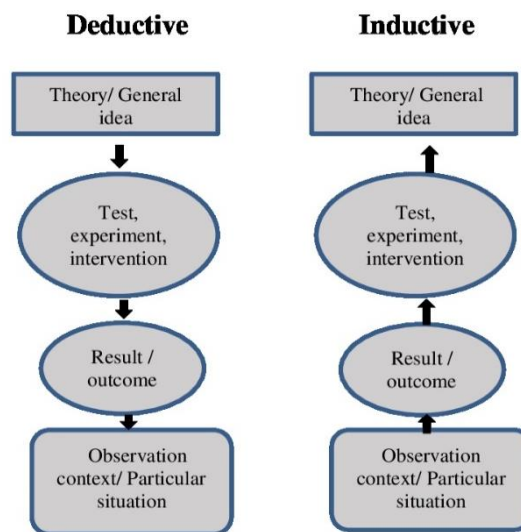 Deductive
Theory/ General
idea
Test,
experiment,
intervention
Result /
outcome
Observation
context/ Particular
situation
Inductive
Theory/ General
idea
Test,
experiment,
intervention
Result /
outcome
Observation
context/ Particular
situation